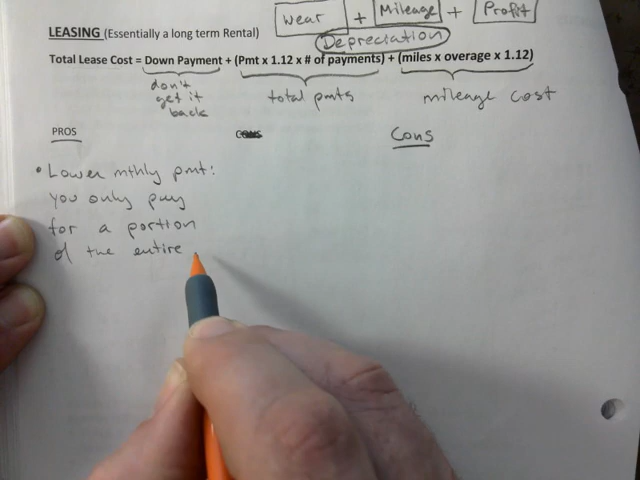 Wear + Mileage + Profit
LEASING (Essentially a long term Rental)
Depreciation
Total Lease Cost = Down Payment + (Pmt x 1.12 x # of payments) + (miles x overage x 1.12)
don't
get it
back
total pmts
mileage cost
PROS
Cons
• Lower mthly pmt:
you only pay
for a portion
of the entire